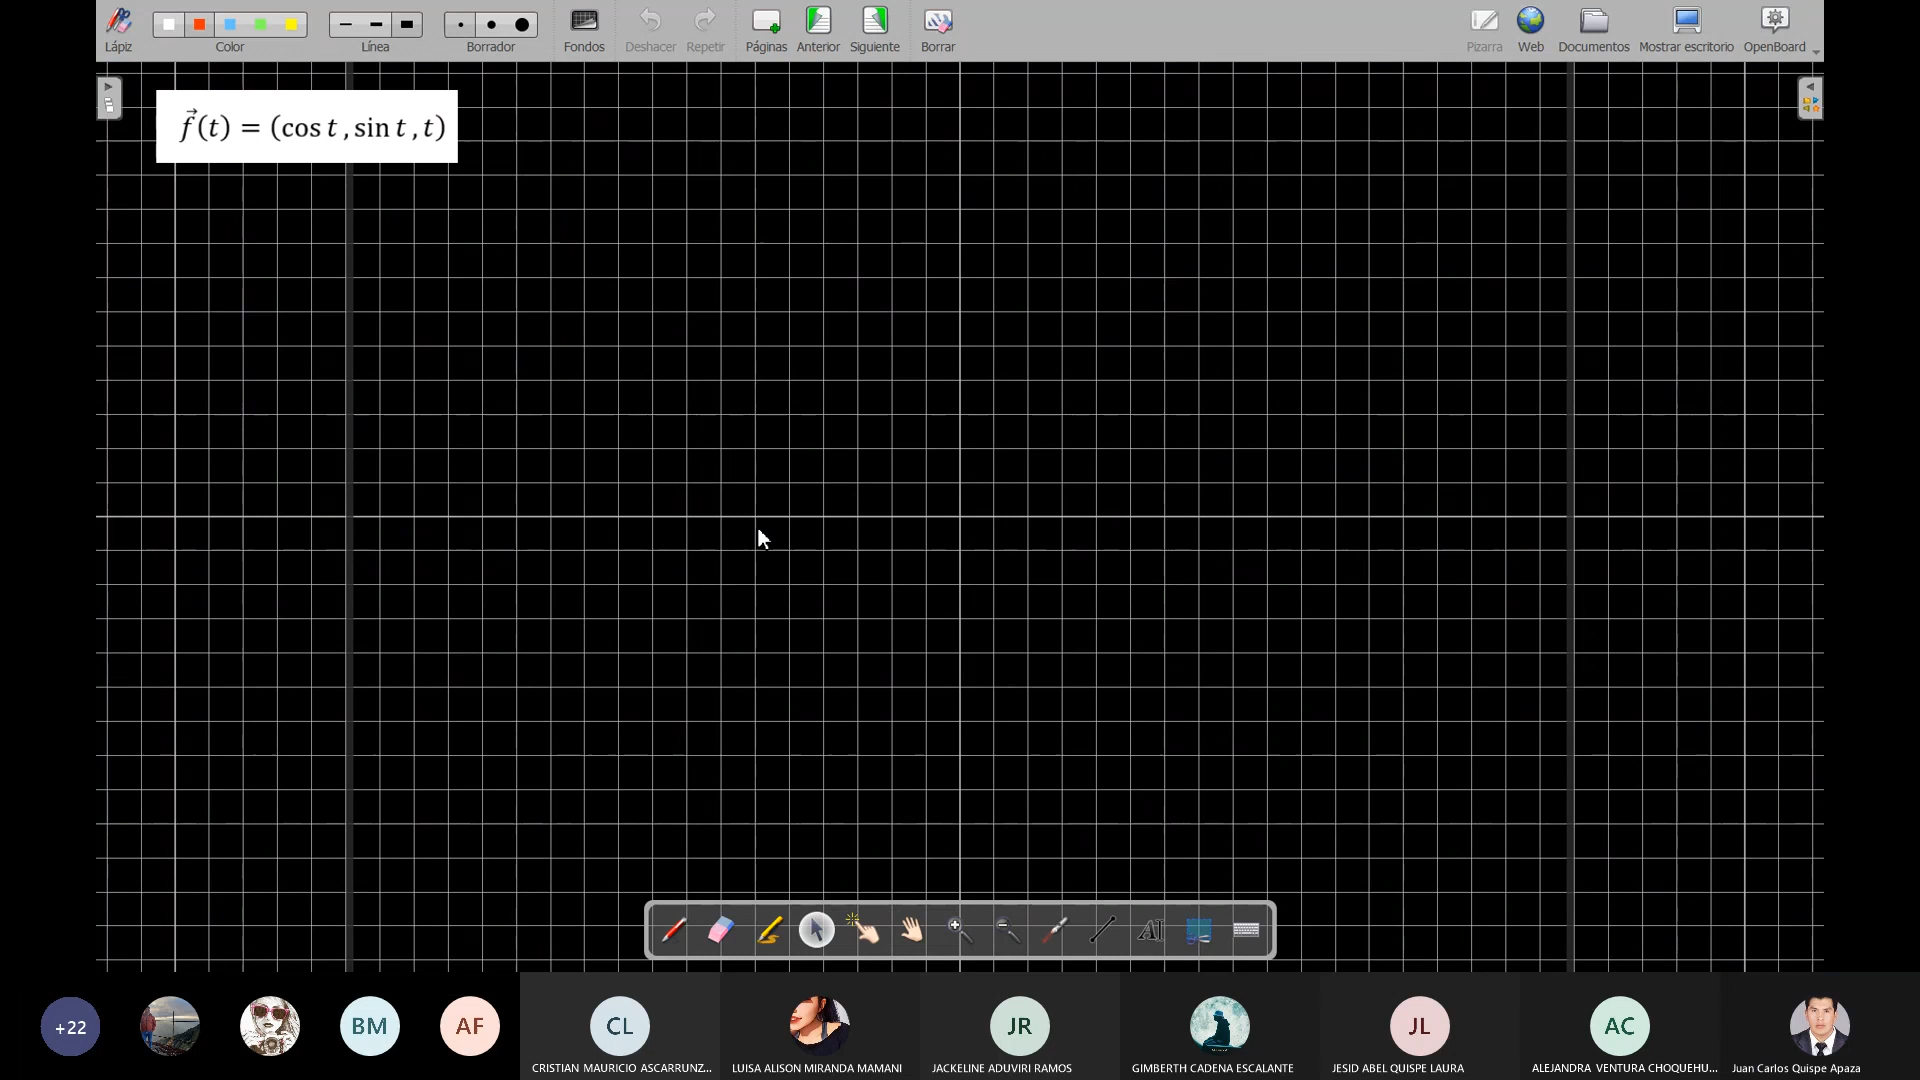 Lápiz Color Línea Borrador Fondos Deshacer Repetir Páginas Anterior Siguiente Borrar Pizarra Web Documentos Mostrar escritorio OpenBoard
f⃗(t) = (cos t , sin t , t)
AI
+22 BM AF CL JR JL AC
CRISTIAN MAURICIO ASCARRUNZ... LUISA ALISON MIRANDA MAMANI JACKELINE ADUVIRI RAMOS GIMBERTH CADENA ESCALANTE JESID ABEL QUISPE LAURA ALEJANDRA VENTURA CHOQUEHU... Juan Carlos Quispe Apaza